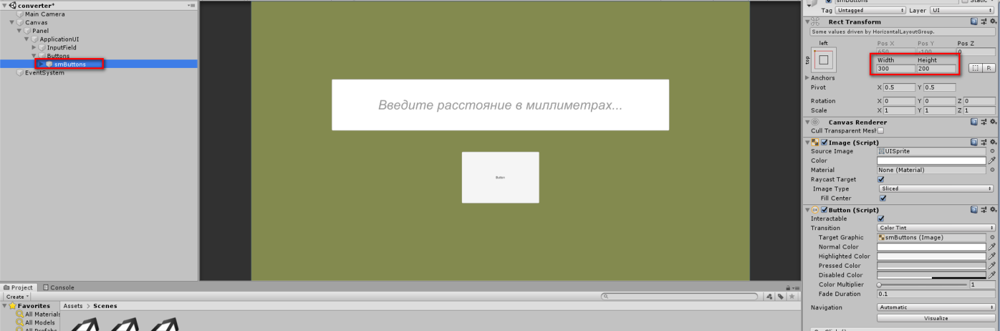 converter*
Main Camera
Canvas
Panel
ApplicationUI
InputField
Buttons
smButtons
EventSystem
Введите расстояние в миллиметрах...
Button
smButtons Static
Tag Untagged Layer UI
Rect Transform
Some values driven by HorizontalLayoutGroup.
left Pos X Pos Y Pos Z
650 -100 0
top
Width Height
300 200 R
Anchors
Pivot X 0.5 Y 0.5
Rotation X 0 Y 0 Z 0
Scale X 1 Y 1 Z 1
Canvas Renderer
Cull Transparent Mesh
Image (Script)
Source Image UISprite
Color
Material None (Material)
Raycast Target
Image Type Sliced
Fill Center
OK Button (Script)
Interactable
Transition Color Tint
Target Graphic smButtons (Image)
Normal Color
Highlighted Color
Pressed Color
Disabled Color
Color Multiplier 1
Fade Duration 0.1
Navigation Automatic
Visualize
Project Console
Create
Favorites Assets > Scenes
All Materials
All Models
All Prefabs